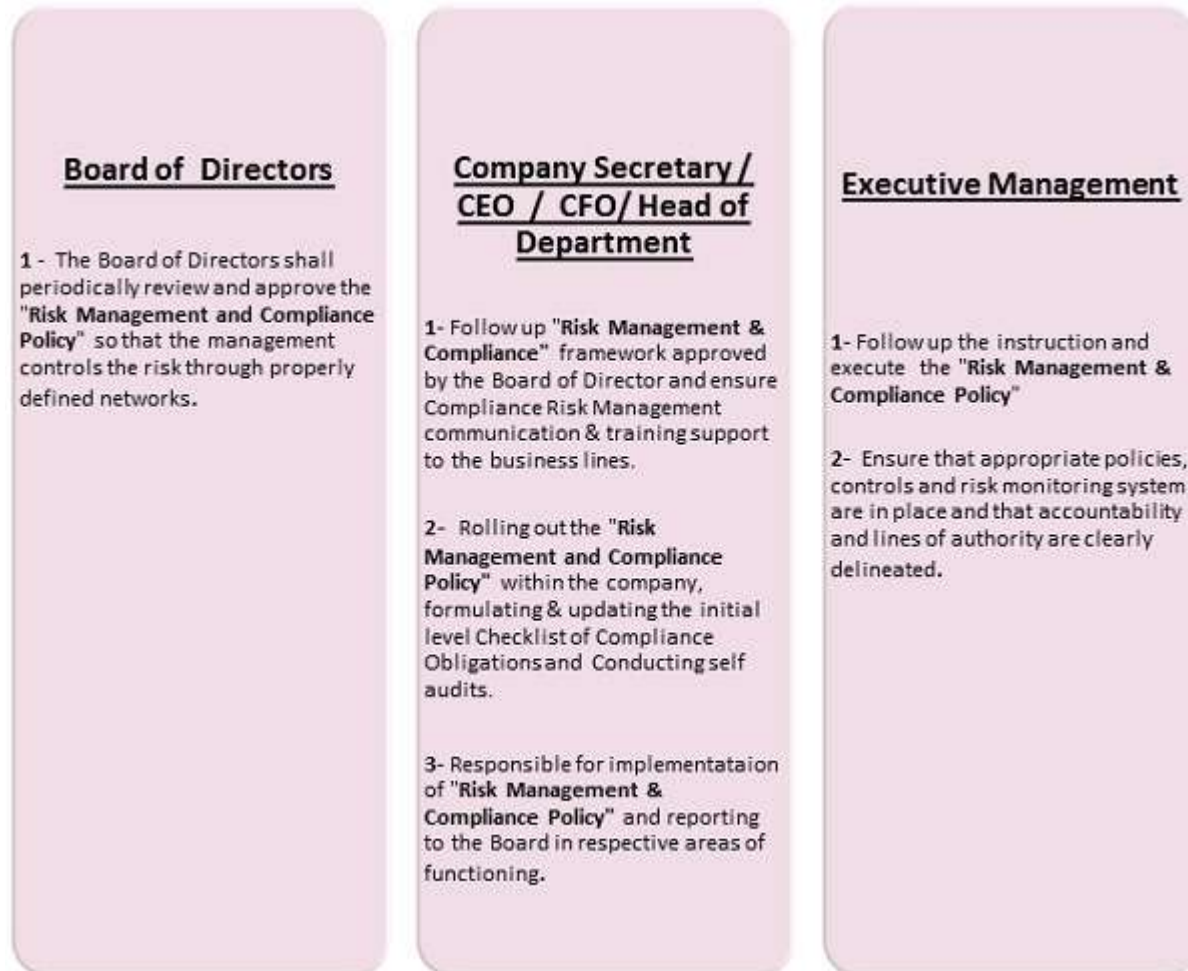 Board of Directors
1 - The Board of Directors shall
periodically review and approve the
"Risk Management and Compliance
Policy" so that the management
controls the risk through properly
defined networks.
Company Secretary /
CEO / CFO/ Head of
Department
1- Follow up "Risk Management &
Compliance" framework approved
by the Board of Director and ensure
Compliance Risk Management
communication & training support
to the business lines.
2- Rolling out the "Risk
Management and Compliance
Policy" within the company,
formulating & updating the initial
level Checklist of Compliance
Obligations and Conducting self
audits.
3- Responsible for implementataion
of "Risk Management &
Compliance Policy" and reporting
to the Board in respective areas of
functioning.
Executive Management
1- Follow up the instruction and
execute the "Risk Management &
Compliance Policy"
2- Ensure that appropriate policies,
controls and risk monitoring system
are in place and that accountability
and lines of authority are clearly
delineated.